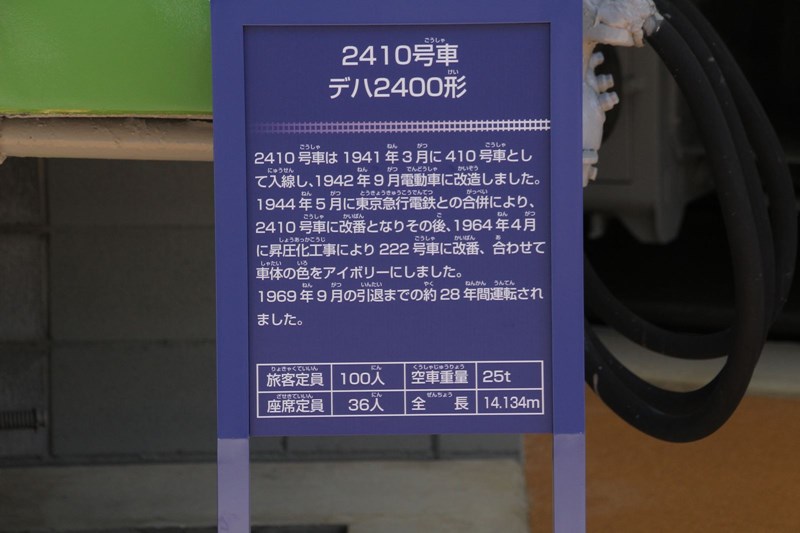 2410号車
デハ2400形
2410号車は1941年3月に410号車とし
て入線し、1942年9月電動車に改造しました。
1944年5月に東京急行電鉄との合併により、
2410号車に改番となりその後、1964年4月
に昇圧化工事により222号車に改番、合わせて
車体の色をアイボリーにしました。
1969年9月の引退までの約28年間運転され
ました。
旅客定員 100人 空車重量 25t
座席定員 36人 全長 14.134m